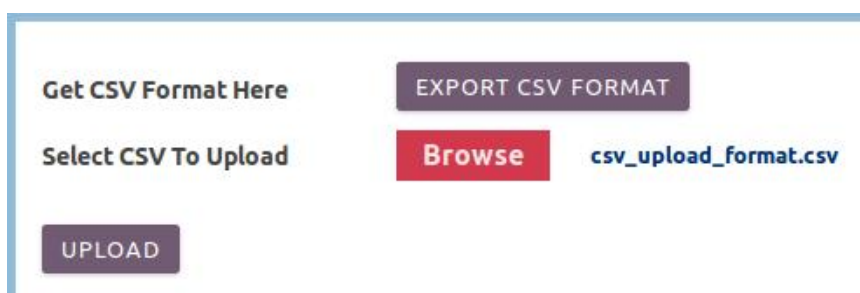 Get CSV Format Here EXPORT CSV FORMAT
Select CSV To Upload Browse csv_upload_format.csv
UPLOAD